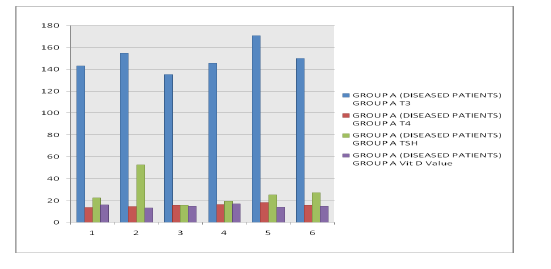 180
160
140
120
100
80
60
40
20
0
1 2 3 4 5 6
GROUP A (DISEASED PATIENTS)
GROUP A T3
GROUP A (DISEASED PATIENTS)
GROUP A T4
GROUP A (DISEASED PATIENTS)
GROUP A TSH
GROUP A (DISEASED PATIENTS)
GROUP A Vit D Value